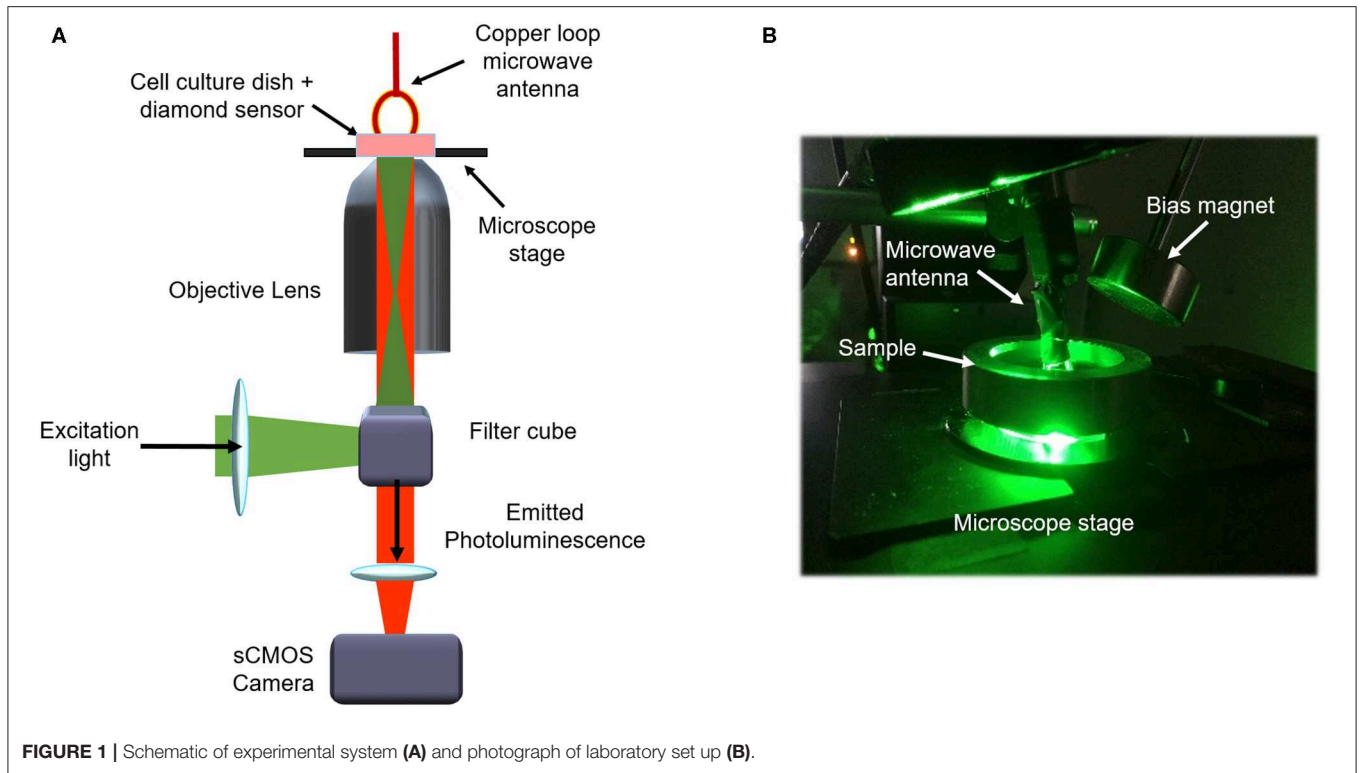 A
Copper loop
microwave
antenna
Cell culture dish +
diamond sensor
Microscope
stage
Objective Lens
Excitation
light
Filter cube
Emitted
Photoluminescence
sCMOS
Camera
B
Bias magnet
Microwave
antenna
Sample
Microscope stage
FIGURE 1 | Schematic of experimental system (A) and photograph of laboratory set up (B).